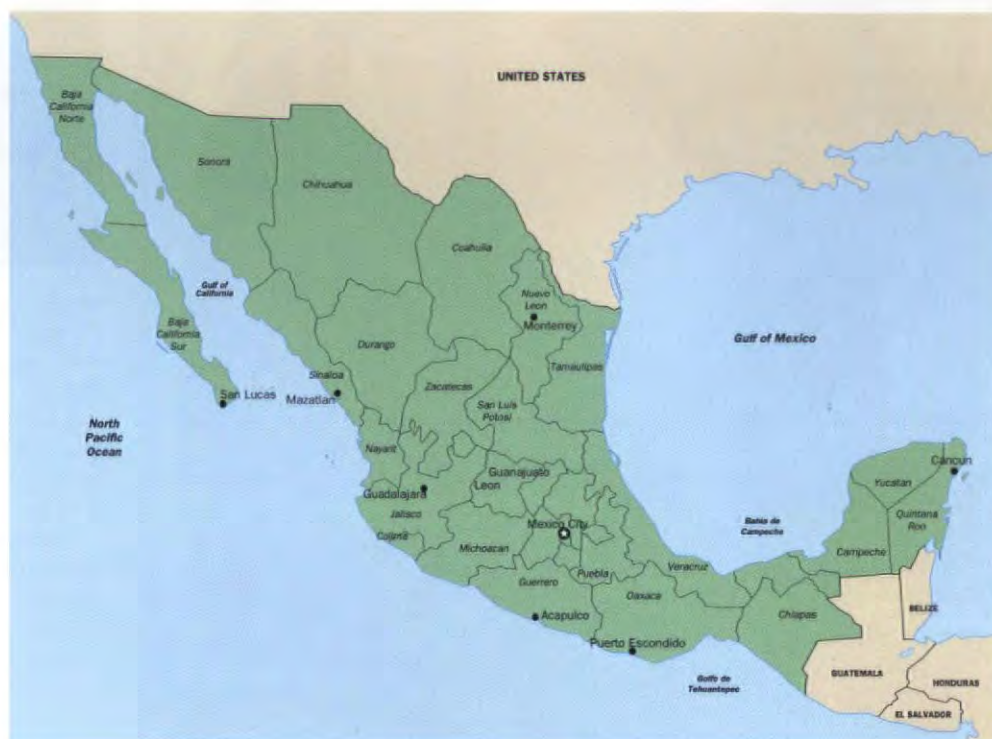 UNITED STATES
Baja
California
Norte
Sonora
Chihuahua
Coahuila
Gulf of
California
Nuevo
Leon
Monterrey
Baja
California
Sur
Durango
Gulf of Mexico
Sinaloa
Tamaulipas
Zacatecas
San Lucas
Mazatlan
San Luis
Potosi
North
Pacific
Ocean
Nayarit
Cancun
Guanajuato
Leon
Yucatan
Guadalajara
Jalisco
Quintana
Roo
Mexico City
Bahia de
Campeche
Colima
Michoacan
Campeche
Veracruz
Puebla
Guerrero
Oaxaca
BELIZE
Chiapas
Acapulco
Puerto Escondido
GUATEMALA
Golfo de
Tehuantepec
HONDURAS
EL SALVADOR